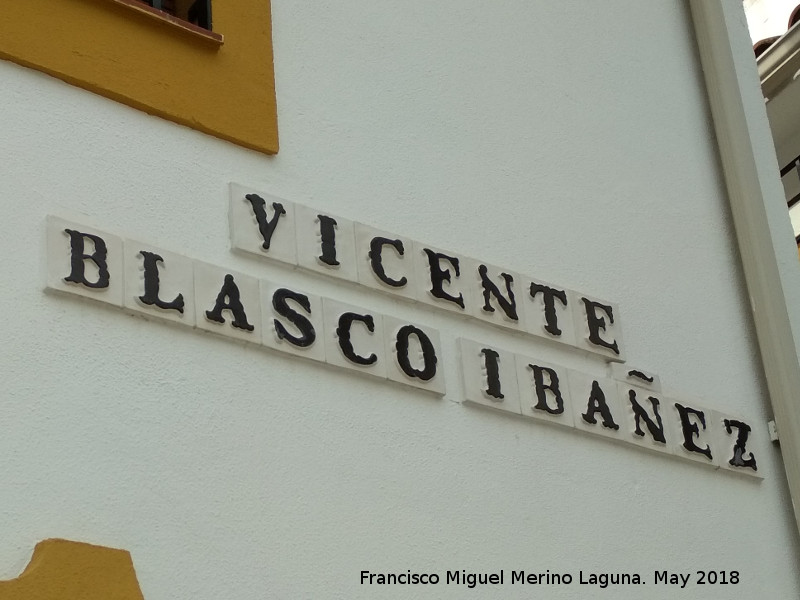 VICENTE
BLASCO IBAÑEZ
Francisco Miguel Merino Laguna. May 2018